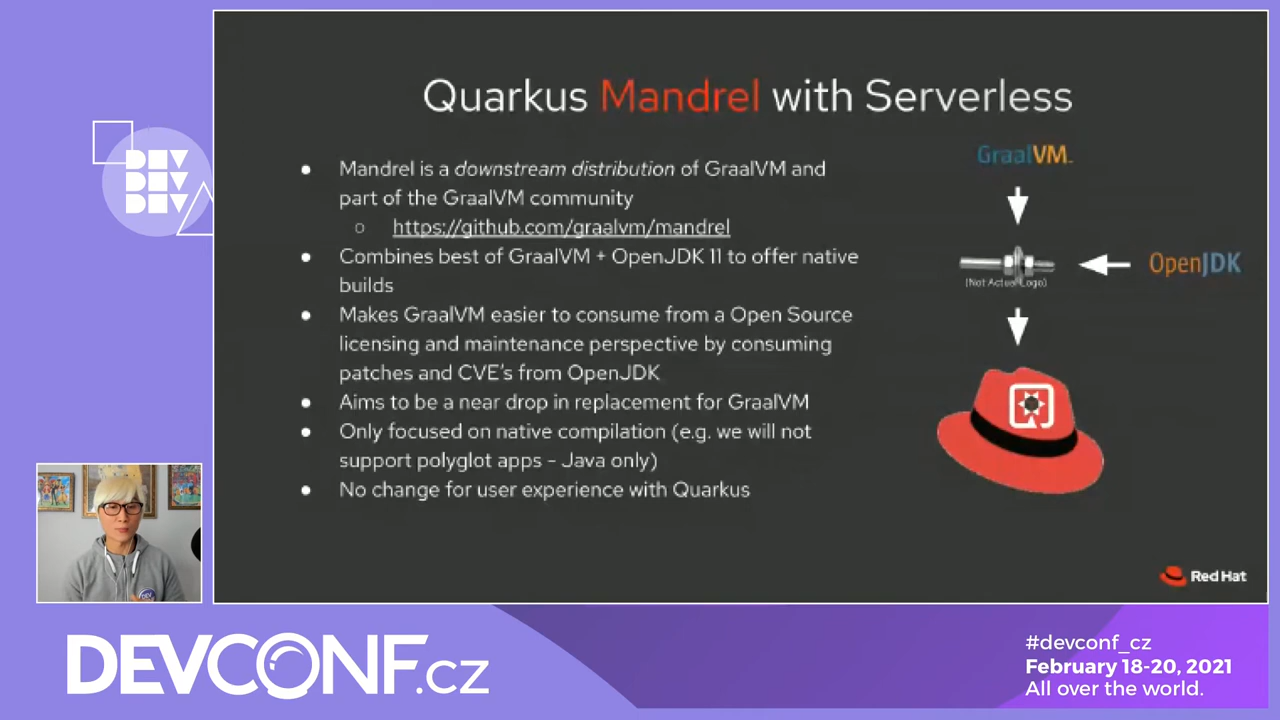 Quarkus Mandrel with Serverless
Mandrel is a downstream distribution of GraalVM and
part of the GraalVM community
https://github.com/graalvm/mandrel
Combines best of GraalVM + OpenJDK 11 to offer native
builds
Makes GraalVM easier to consume from a Open Source
licensing and maintenance perspective by consuming
patches and CVE's from OpenJDK
Aims to be a near drop in replacement for GraalVM
Only focused on native compilation (e.g. we will not
support polyglot apps - Java only)
No change for user experience with Quarkus
GraalVM.
OpenJDK
(Not Actual Logo)
Red Hat
DEV
DEV
DEV
DEVCONF.cz
#devconf_cz
February 18-20, 2021
All over the world.